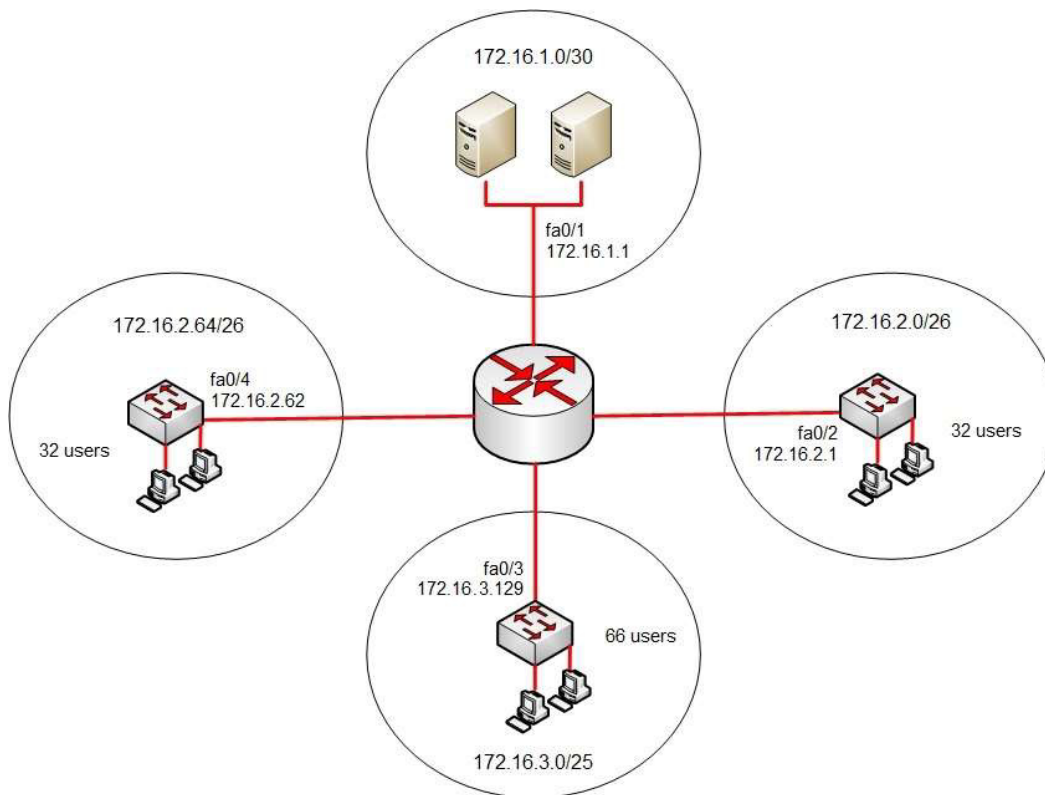 172.16.1.0/30
fa0/1
172.16.1.1
172.16.2.64/26
fa0/4
172.16.2.62
32 users
172.16.2.0/26
fa0/2
172.16.2.1
32 users
fa0/3
172.16.3.129
66 users
172.16.3.0/25